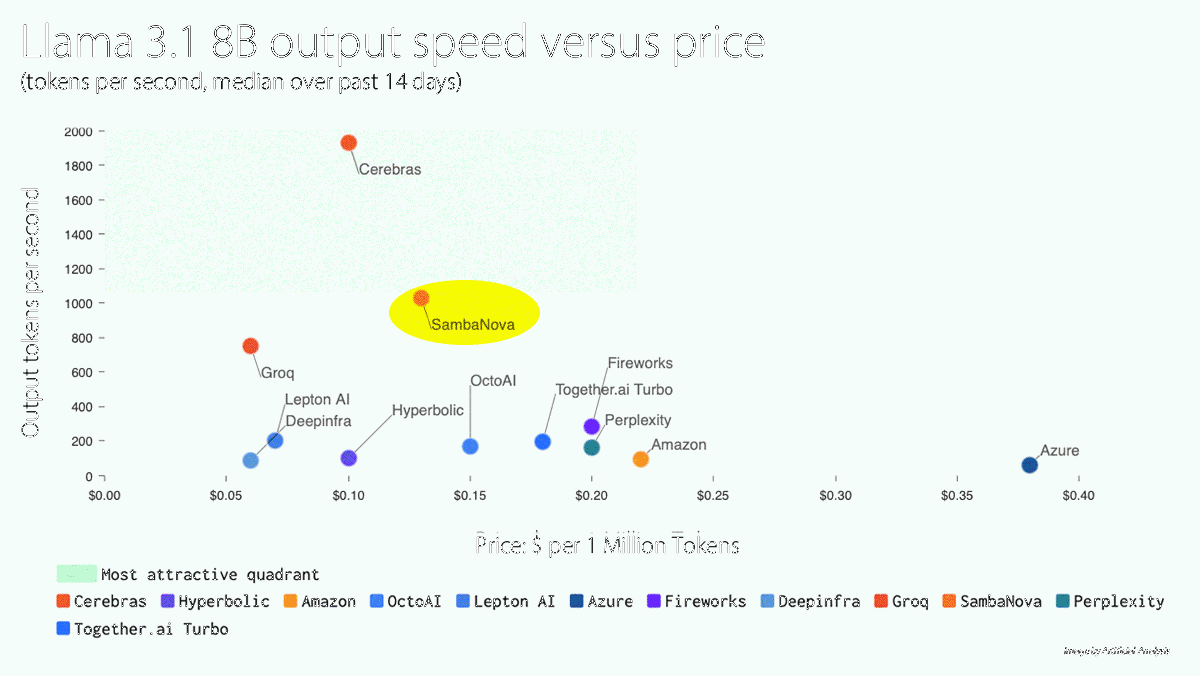 Llama 3.1 8B output speed versus price
(tokens per second, median over past 14 days)
Output tokens per second
2000
1800
1600
1400
1200
1000
800
600
400
200
0
Cerebras
SambaNova
Groq
Lepton AI
Deepinfra
Hyperbolic
OctoAI
Together.ai Turbo
Fireworks
Perplexity
Amazon
Azure
$0.00 $0.05 $0.10 $0.15 $0.20 $0.25 $0.30 $0.35 $0.40
Price: $ per 1 Million Tokens
Most attractive quadrant
Cerebras Hyperbolic Amazon OctoAI Lepton AI Azure Fireworks Deepinfra Groq SambaNova Perplexity
Together.ai Turbo
Image by Artificial Analysis